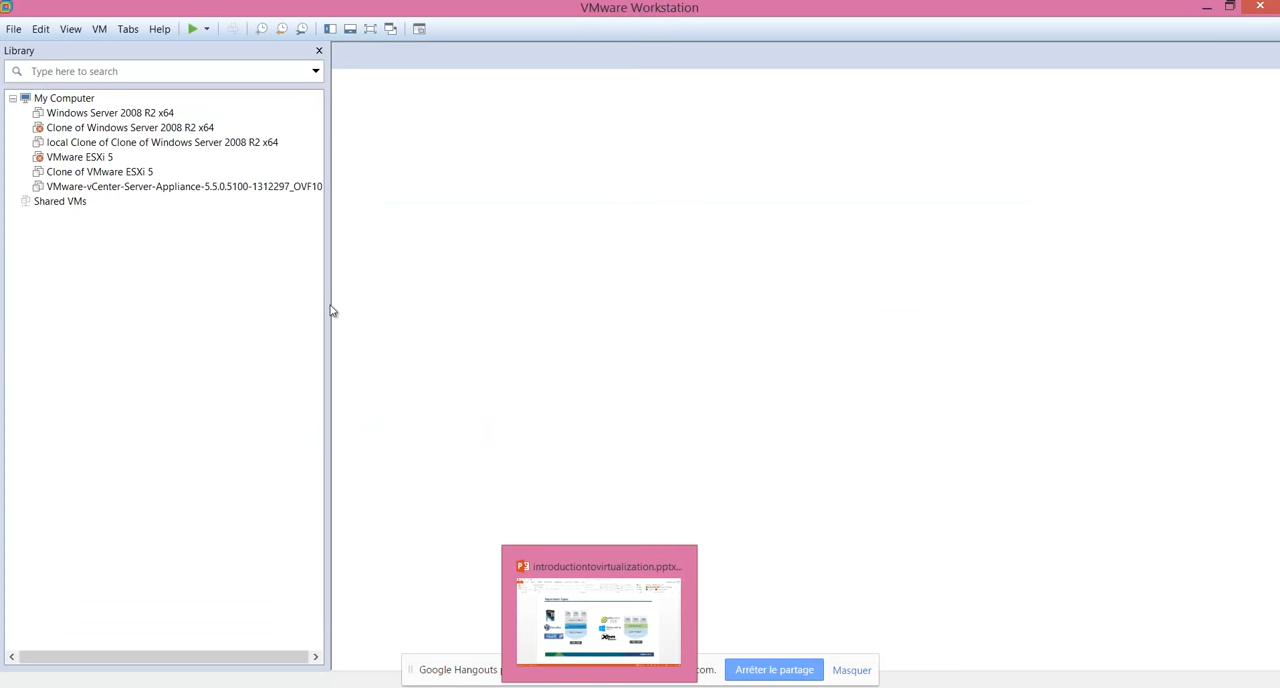 VMware Workstation
File Edit View VM Tabs Help
Library
Type here to search
My Computer
Windows Server 2008 R2 x64
Clone of Windows Server 2008 R2 x64
local Clone of Clone of Windows Server 2008 R2 x64
VMware ESXi 5
Clone of VMware ESXi 5
VMware-vCenter-Server-Appliance-5.5.0.5100-1312297_OVF10
Shared VMs
introductiontovirtualization.pptx...
Google Hangouts
com.
Arrêter le partage
Masquer